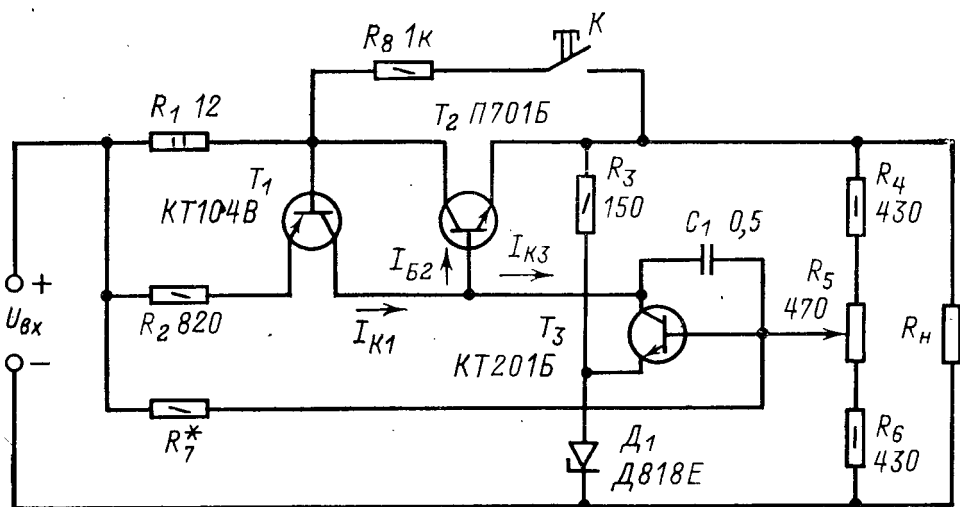 R8 1к
К
R1 12
T2 П701Б
T1
КТ104В
R3
150
R4
430
C1 0,5
IБ2
IК3
R5
470
+
Uвх
−
R2 820
IК1
T3
КТ201Б
Rн
R7*
Д1
Д818Е
R6
430